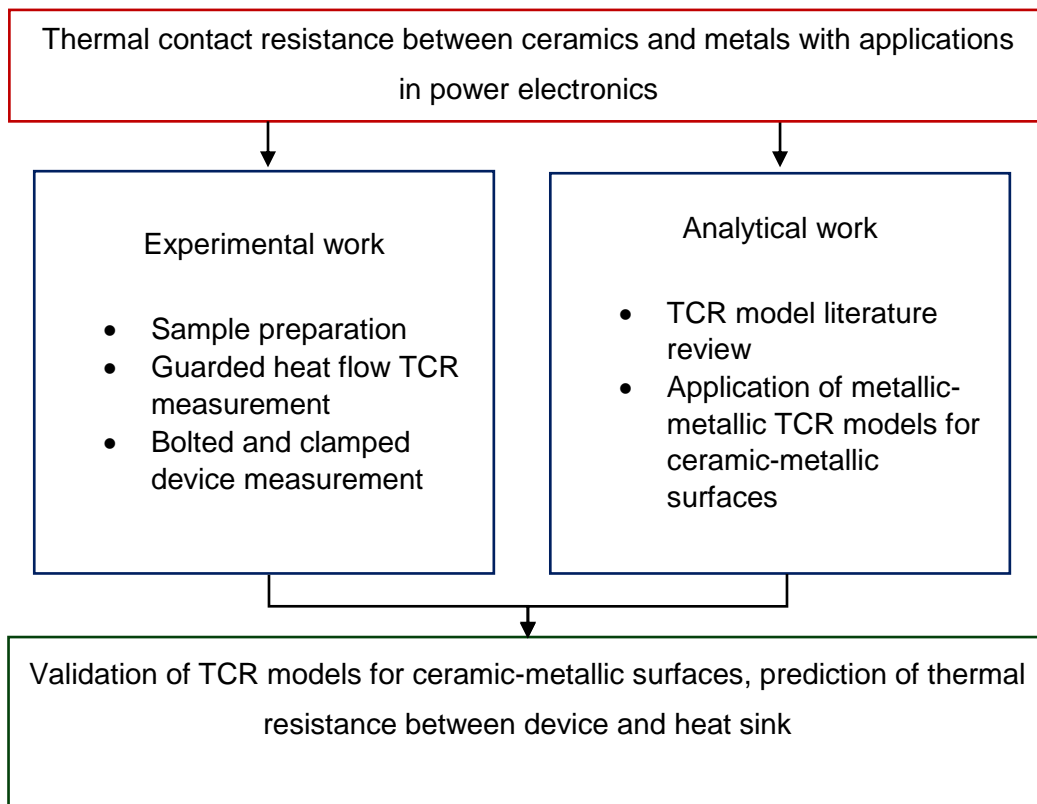 Thermal contact resistance between ceramics and metals with applications
in power electronics
Experimental work
• Sample preparation
• Guarded heat flow TCR
measurement
• Bolted and clamped
device measurement
Analytical work
• TCR model literature
review
• Application of metallic-
metallic TCR models for
ceramic-metallic
surfaces
Validation of TCR models for ceramic-metallic surfaces, prediction of thermal
resistance between device and heat sink